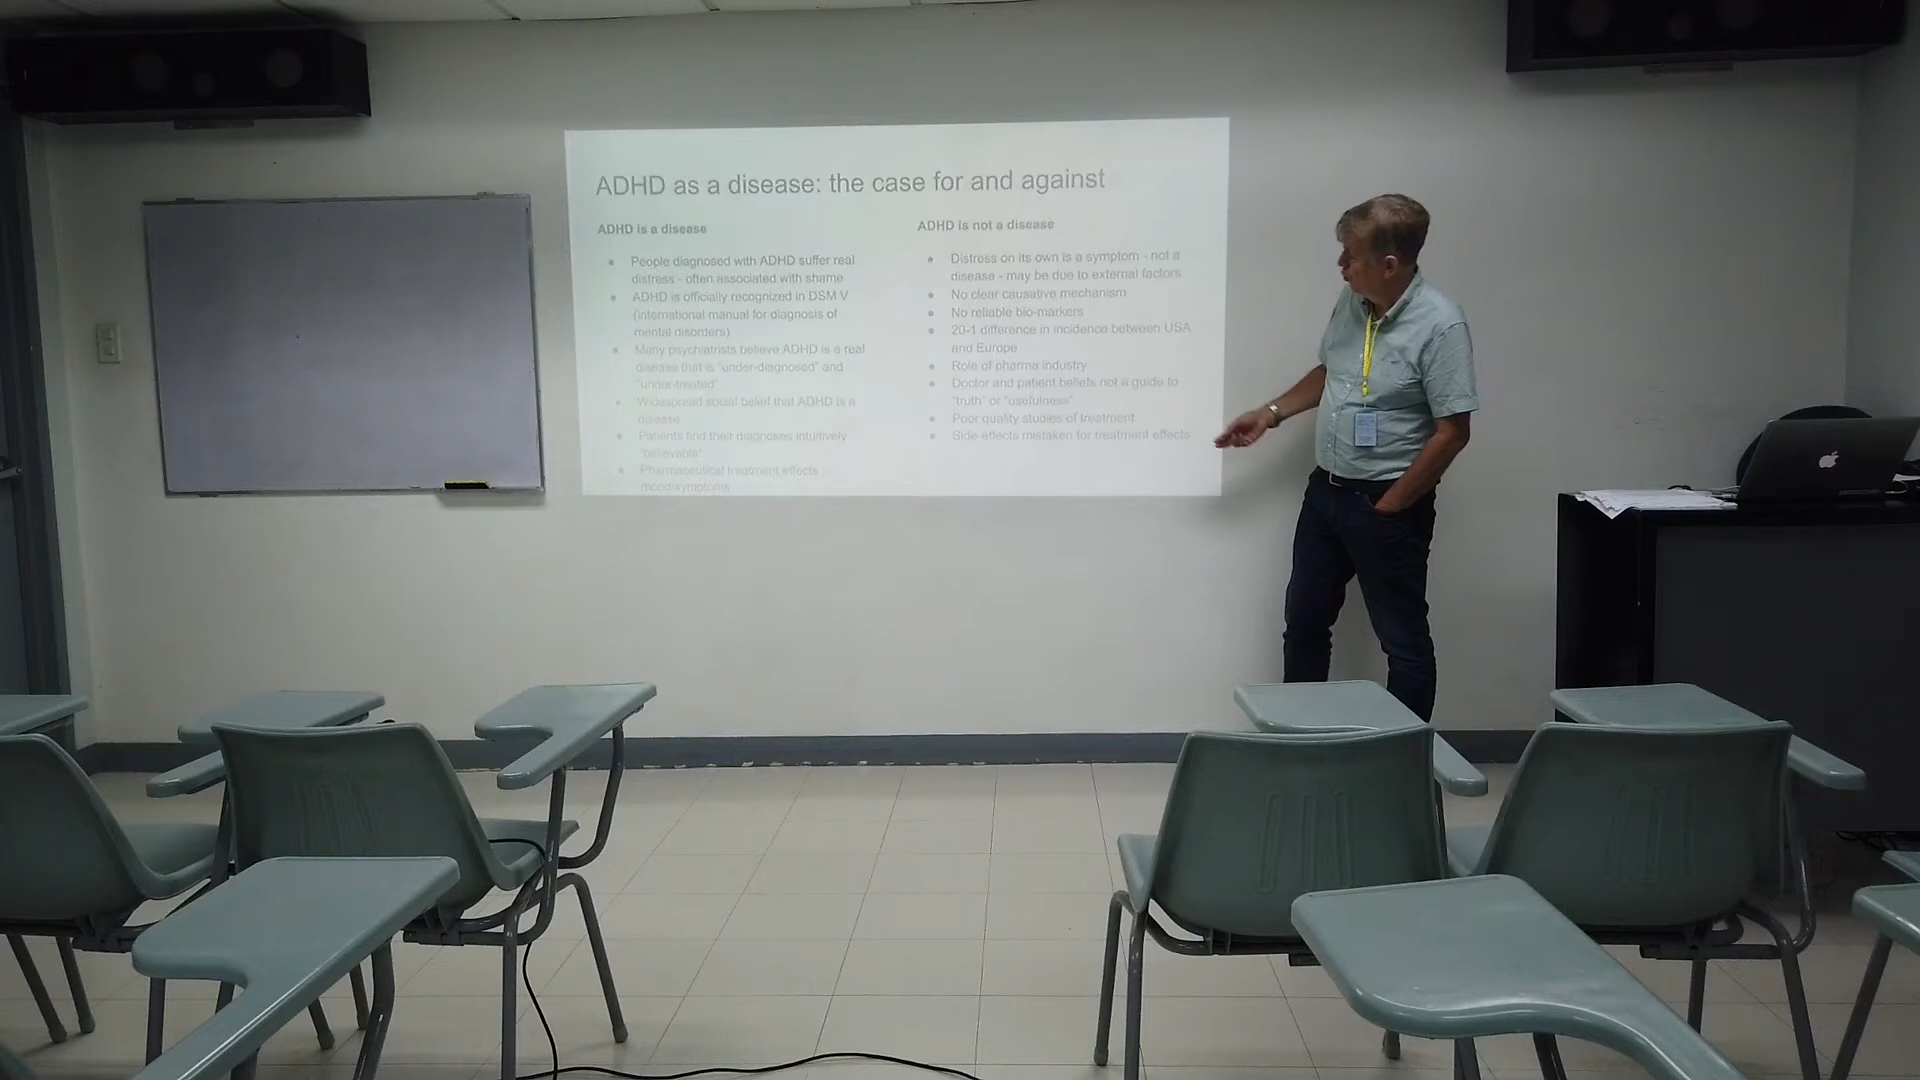 ADHD as a disease: the case for and against
ADHD is a disease
● People diagnosed with ADHD suffer real
distress - often associated with shame
● ADHD is officially recognized in DSM V
(international manual for diagnosis of
mental disorders)
● Many psychiatrists believe ADHD is a real
disease that is "under-diagnosed" and
"under-treated"
● Widespread social belief that ADHD is a
disease
● Patients find their diagnoses intuitively
"believable"
● Pharmaceutical treatment effects
mood/symptoms
ADHD is not a disease
● Distress on its own is a symptom - not a
disease - may be due to external factors
● No clear causative mechanism
● No reliable bio-markers
● 20-1 difference in incidence between USA
and Europe
● Role of pharma industry
● Doctor and patient beliefs not a guide to
"truth" or "usefulness"
● Poor quality studies of treatment
● Side-effects mistaken for treatment effects